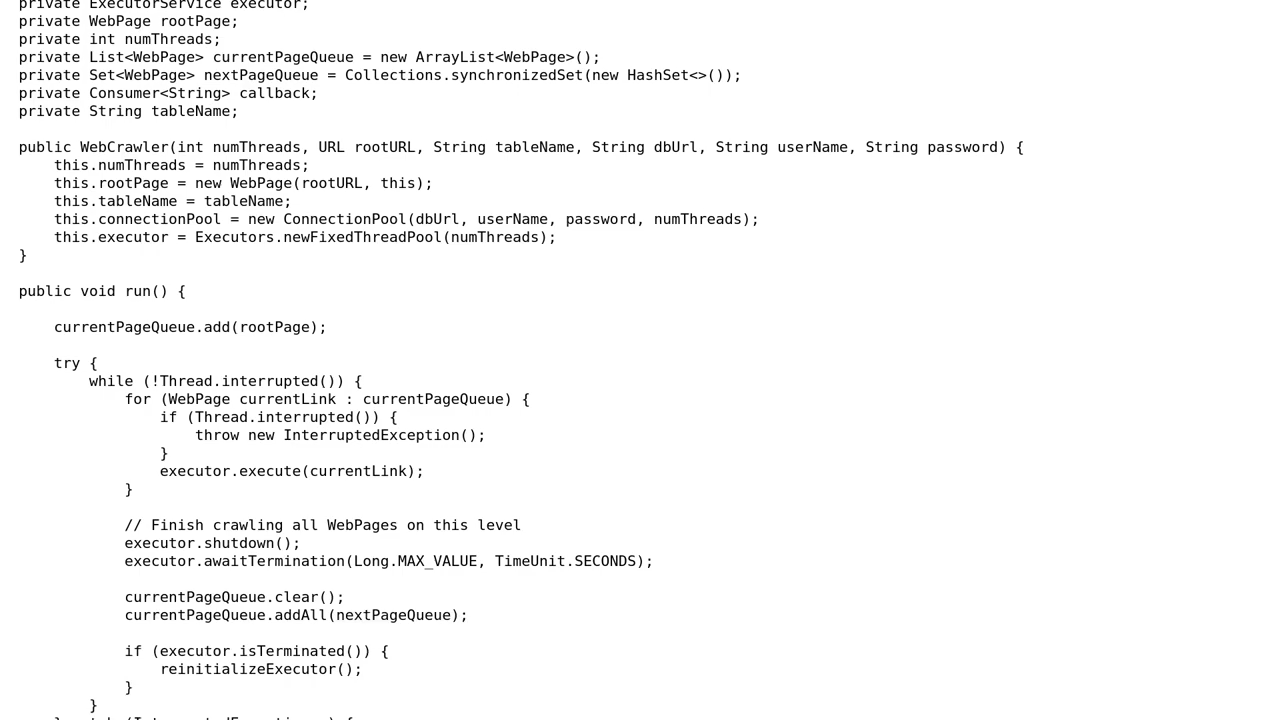 private ExecutorService executor;
private WebPage rootPage;
private int numThreads;
private List<WebPage> currentPageQueue = new ArrayList<WebPage>();
private Set<WebPage> nextPageQueue = Collections.synchronizedSet(new HashSet<>());
private Consumer<String> callback;
private String tableName;

public WebCrawler(int numThreads, URL rootURL, String tableName, String dbUrl, String userName, String password) {
    this.numThreads = numThreads;
    this.rootPage = new WebPage(rootURL, this);
    this.tableName = tableName;
    this.connectionPool = new ConnectionPool(dbUrl, userName, password, numThreads);
    this.executor = Executors.newFixedThreadPool(numThreads);
}

public void run() {

    currentPageQueue.add(rootPage);

    try {
        while (!Thread.interrupted()) {
            for (WebPage currentLink : currentPageQueue) {
                if (Thread.interrupted()) {
                    throw new InterruptedException();
                }
                executor.execute(currentLink);
            }

            // Finish crawling all WebPages on this level
            executor.shutdown();
            executor.awaitTermination(Long.MAX_VALUE, TimeUnit.SECONDS);

            currentPageQueue.clear();
            currentPageQueue.addAll(nextPageQueue);

            if (executor.isTerminated()) {
                reinitializeExecutor();
            }
        }